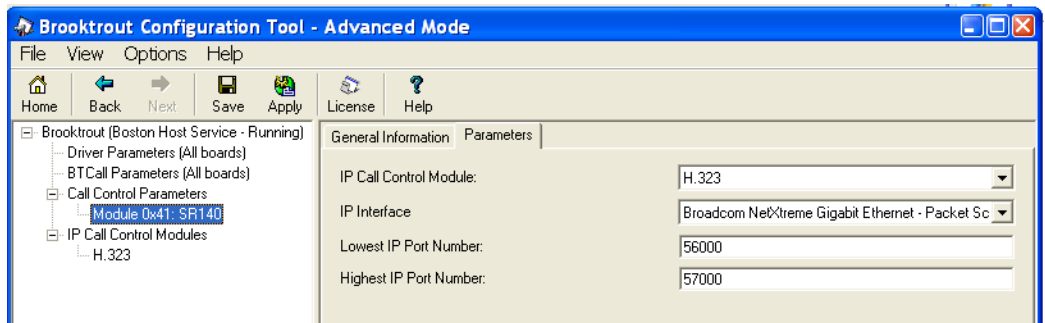 Brooktrout Configuration Tool - Advanced Mode
File View Options Help
Home Back Next Save Apply License Help
Brooktrout (Boston Host Service - Running)
Driver Parameters (All boards)
BTCall Parameters (All boards)
Call Control Parameters
Module 0x41: SR140
IP Call Control Modules
H.323
General Information Parameters
IP Call Control Module: H.323
IP Interface Broadcom NetXtreme Gigabit Ethernet - Packet Sc
Lowest IP Port Number: 56000
Highest IP Port Number: 57000